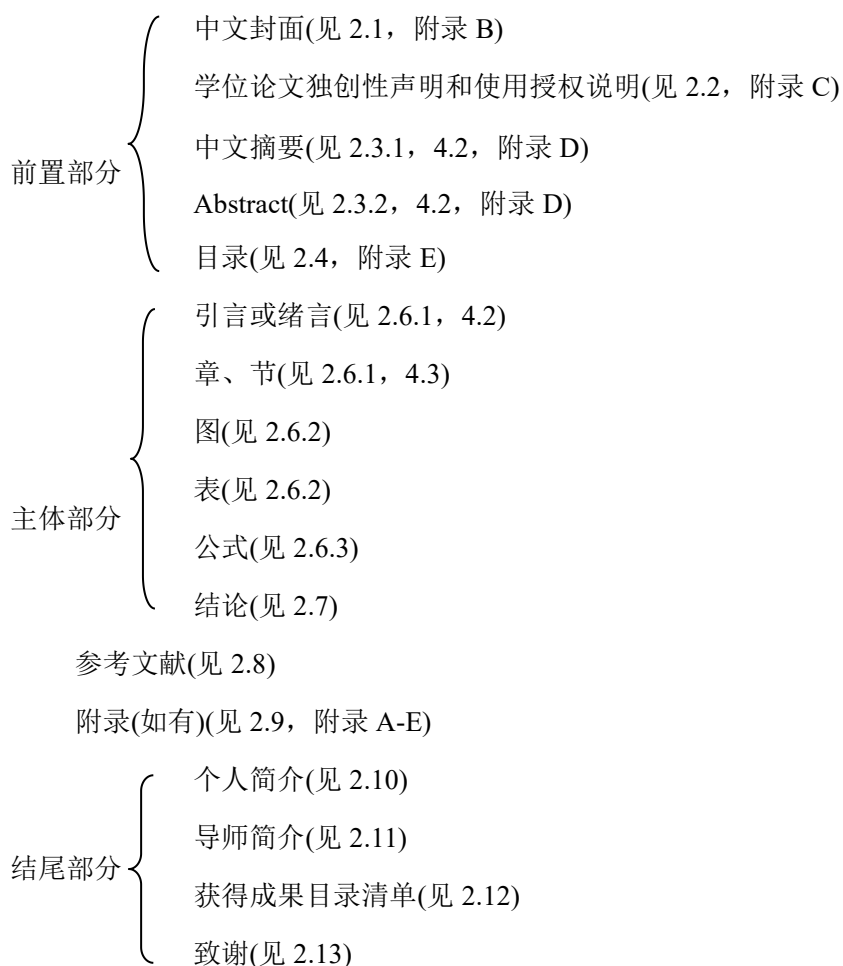 前置部分
中文封面(见 2.1，附录 B)
学位论文独创性声明和使用授权说明(见 2.2，附录 C)
中文摘要(见 2.3.1，4.2，附录 D)
Abstract(见 2.3.2，4.2，附录 D)
目录(见 2.4，附录 E)
主体部分
引言或绪言(见 2.6.1，4.2)
章、节(见 2.6.1，4.3)
图(见 2.6.2)
表(见 2.6.2)
公式(见 2.6.3)
结论(见 2.7)
参考文献(见 2.8)
附录(如有)(见 2.9，附录 A-E)
结尾部分
个人简介(见 2.10)
导师简介(见 2.11)
获得成果目录清单(见 2.12)
致谢(见 2.13)